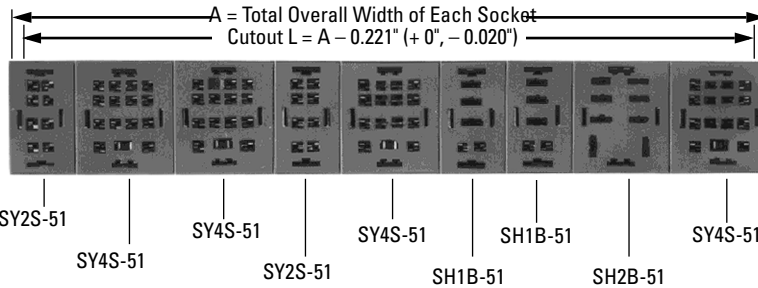 A = Total Overall Width of Each Socket
Cutout L = A – 0.221" (+ 0", – 0.020")
SY2S-51
SY4S-51
SY4S-51
SY2S-51
SY4S-51
SH1B-51
SH1B-51
SH2B-51
SY4S-51